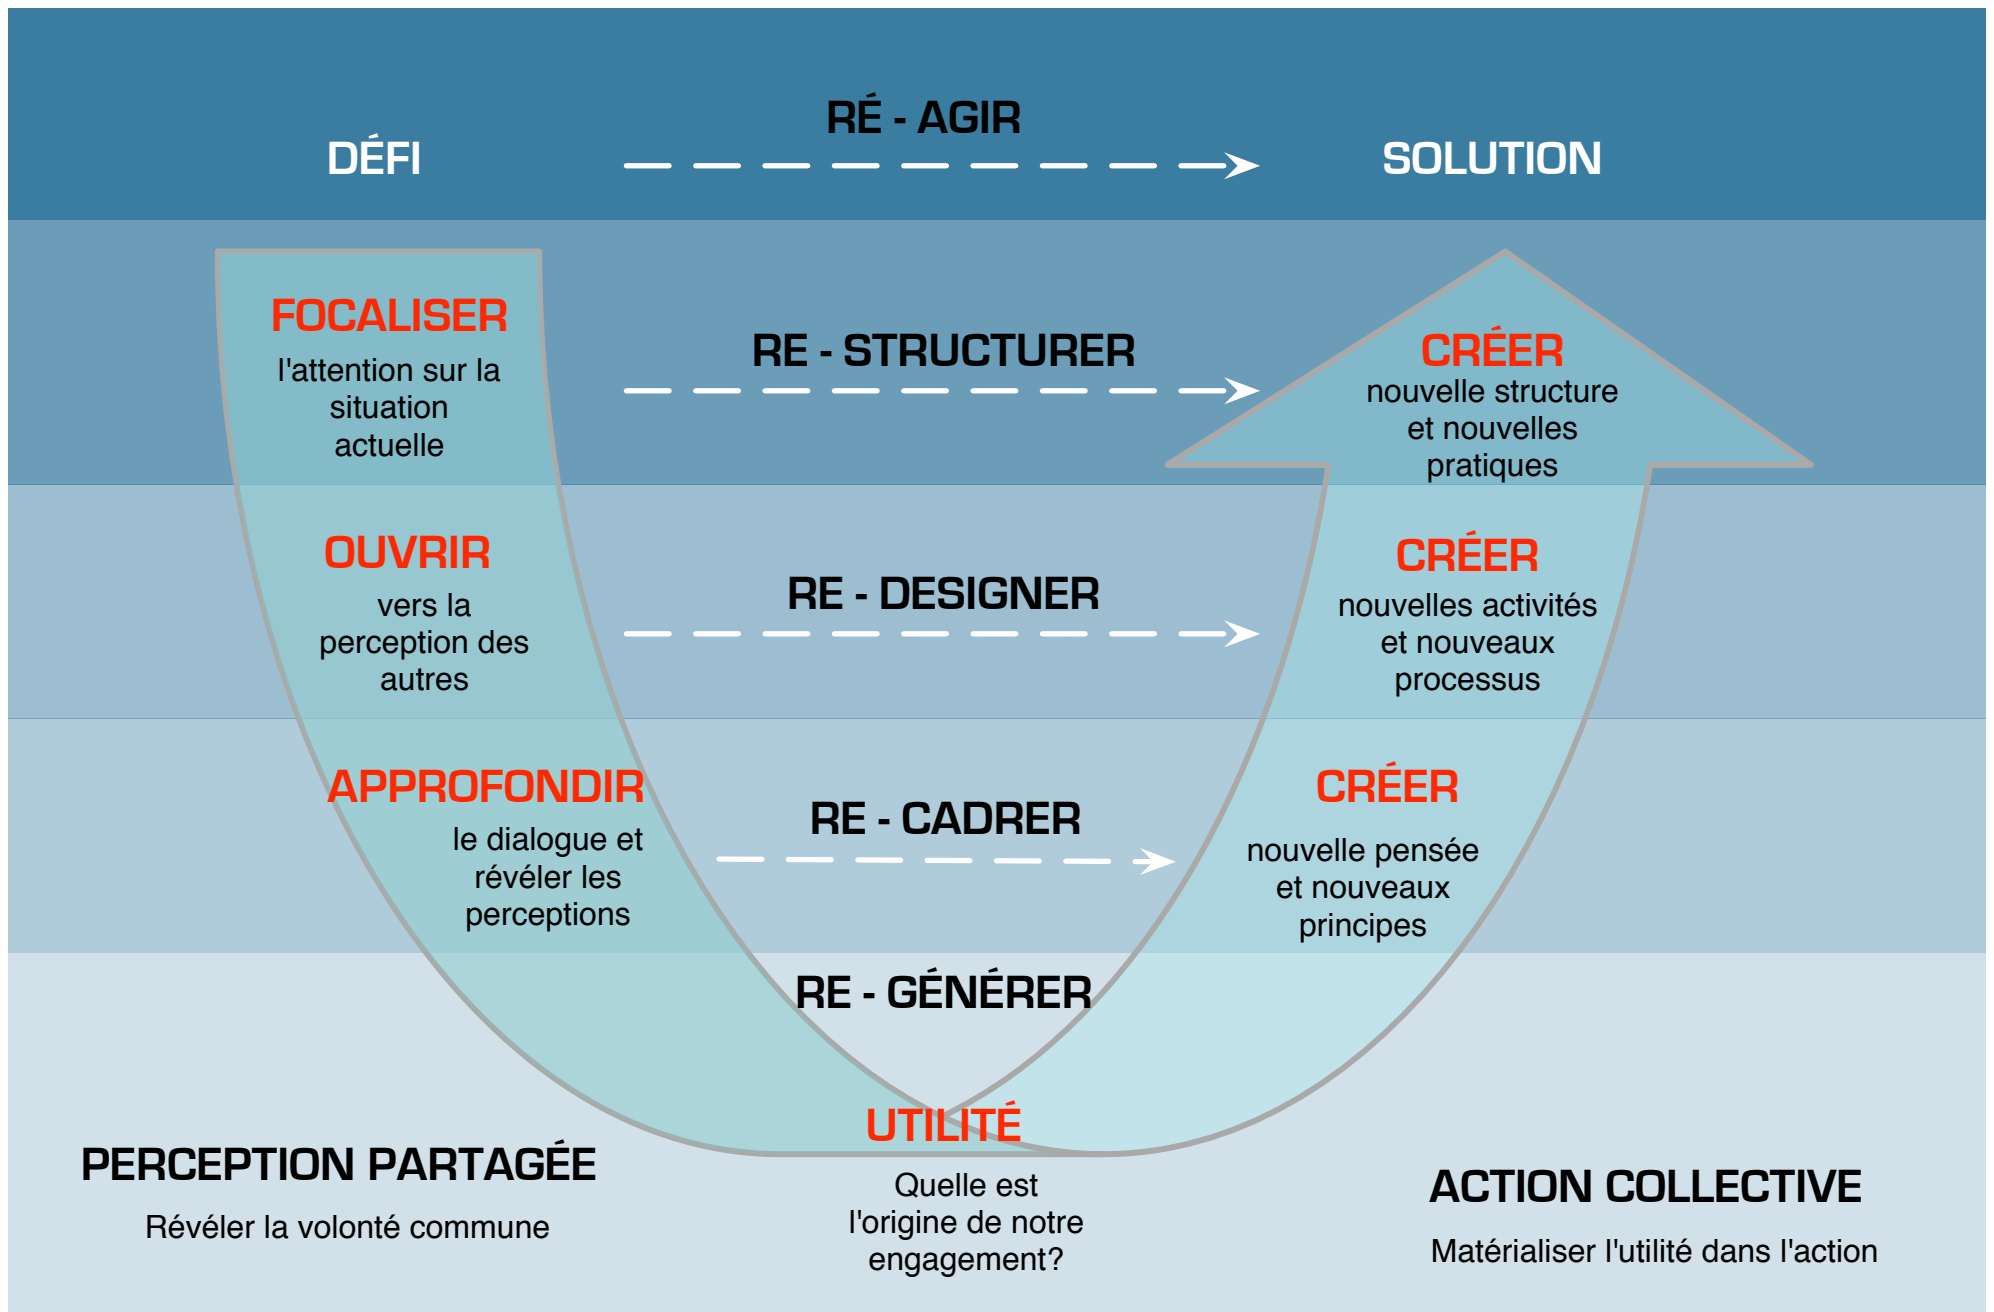 RÉ - AGIR
DÉFI
SOLUTION
FOCALISER
l'attention sur la
situation
actuelle
RE - STRUCTURER
CRÉER
nouvelle structure
et nouvelles
pratiques
OUVRIR
vers la
perception des
autres
RE - DESIGNER
CRÉER
nouvelles activités
et nouveaux
processus
APPROFONDIR
le dialogue et
révéler les
perceptions
RE - CADRER
CRÉER
nouvelle pensée
et nouveaux
principes
RE - GÉNÉRER
UTILITÉ
Quelle est
l'origine de notre
engagement?
PERCEPTION PARTAGÉE
Révéler la volonté commune
ACTION COLLECTIVE
Matérialiser l'utilité dans l'action